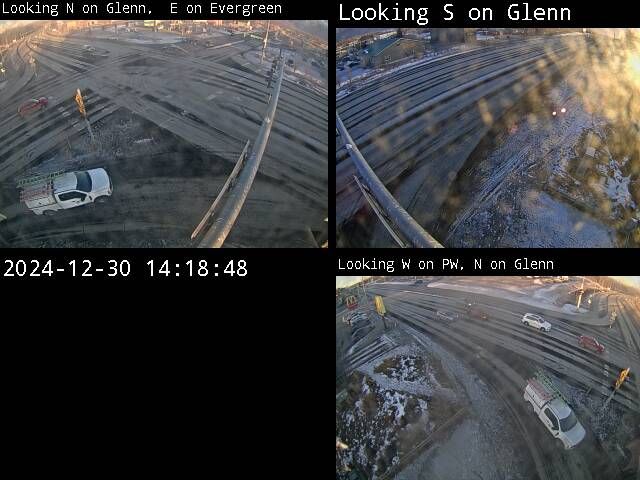 Looking N on Glenn,  E on Evergreen
Looking S on Glenn
2024-12-30 14:18:48
Looking W on PW, N on Glenn